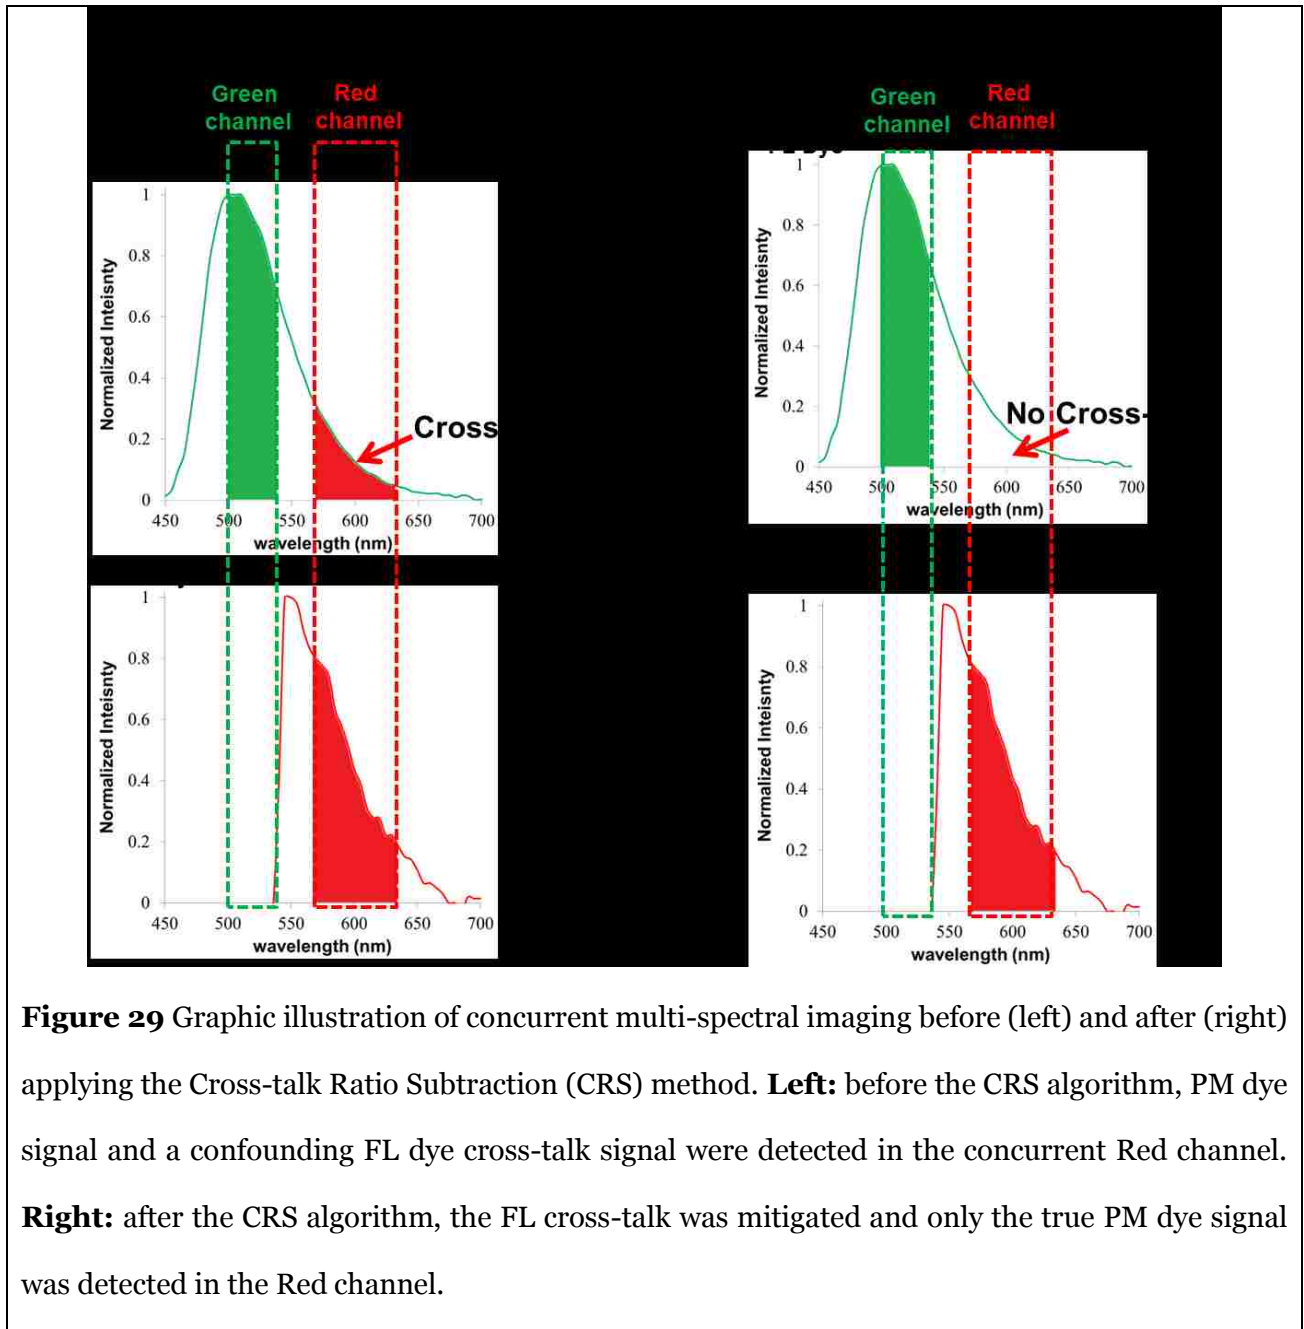 Green
channel
Red
channel
1
0.8
0.6
0.4
0.2
0
Normalized Inteisnty
Cross
450 500 550 600 650 700
wavelength (nm)
1
0.8
0.6
0.4
0.2
0
Normalized Inteisnty
450 500 550 600 650 700
wavelength (nm)
Green
channel
Red
channel
1
0.8
0.6
0.4
0.2
0
Normalized Inteisnty
No Cross-
450 500 550 600 650 700
wavelength (nm)
1
0.8
0.6
0.4
0.2
0
Normalized Inteisnty
450 500 550 600 650 700
wavelength (nm)
Figure 29 Graphic illustration of concurrent multi-spectral imaging before (left) and after (right)
applying the Cross-talk Ratio Subtraction (CRS) method. Left: before the CRS algorithm, PM dye
signal and a confounding FL dye cross-talk signal were detected in the concurrent Red channel.
Right: after the CRS algorithm, the FL cross-talk was mitigated and only the true PM dye signal
was detected in the Red channel.